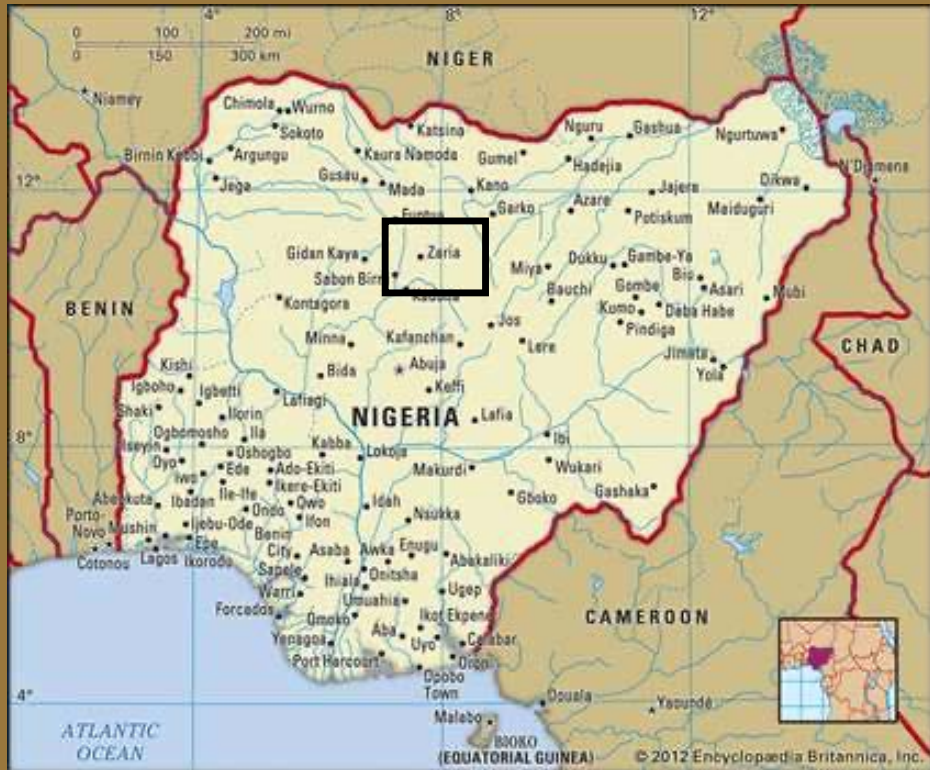 4°
8°
12°
0 100 200 mi
0 150 300 km
NIGER
Niamey
Chimola
Wurno
Sokoto
Katsina
Nguru
Gashua
Ngurtuwa
Birnin Kebbi
Argungu
Kaura Namoda
Gumel
Hadejia
N'Djamena
12°
Jega
Gusau
Mada
Kano
Jajera
Dikwa
Garko
Azare
Potiskum
Maiduguri
Funtua
Gidan Kaya
Zaria
Sabon Birni
Miya
Dukku
Gambe-Ya
Biu
Asari
Kaduna
Bauchi
Gombe
Mubi
BENIN
Kontagora
Kumo
Daba Habe
Pindiga
Jos
Minna
Kafanchan
Lere
CHAD
Jimata
Yola
Kishi
Bida
Abuja
Keffi
Igboho
Igbetti
Lafiagi
Shaki
Ilorin
NIGERIA
Lafia
Ogbomosho
Ila
8°
Iseyin
Oshogbo
Kabba
Lokoja
Ibi
Oyo
Iwo
Ede
Ado-Ekiti
Makurdi
Wukari
Ikere-Ekiti
Abeokuta
Ibadan
Ile-Ife
Owo
Idah
Gboko
Gashaka
Porto-
Novo
Mushin
Ijebu-Ode
Ondo
Ifon
Nsukka
Epe
Benin
City
Asaba
Awka
Enugu
Abakaliki
Cotonou
Lagos
Ikorodu
Sapele
Ihiala
Onitsha
Ugep
Warri
Umuahia
Forcados
Omoko
Ikot Ekpene
CAMEROON
Yenagoa
Aba
Uyo
Calabar
Port Harcourt
Oron
Opobo
Town
4°
Douala
Yaoundé
Malabo
ATLANTIC
OCEAN
BIOKO
(EQUATORIAL GUINEA)
© 2012 Encyclopædia Britannica, Inc.